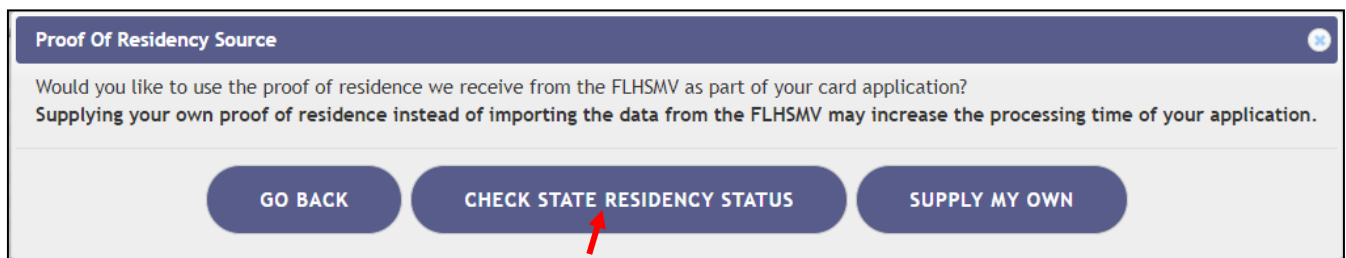 Proof Of Residency Source
Would you like to use the proof of residence we receive from the FLHSMV as part of your card application?
Supplying your own proof of residence instead of importing the data from the FLHSMV may increase the processing time of your application.
GO BACK
CHECK STATE RESIDENCY STATUS
SUPPLY MY OWN